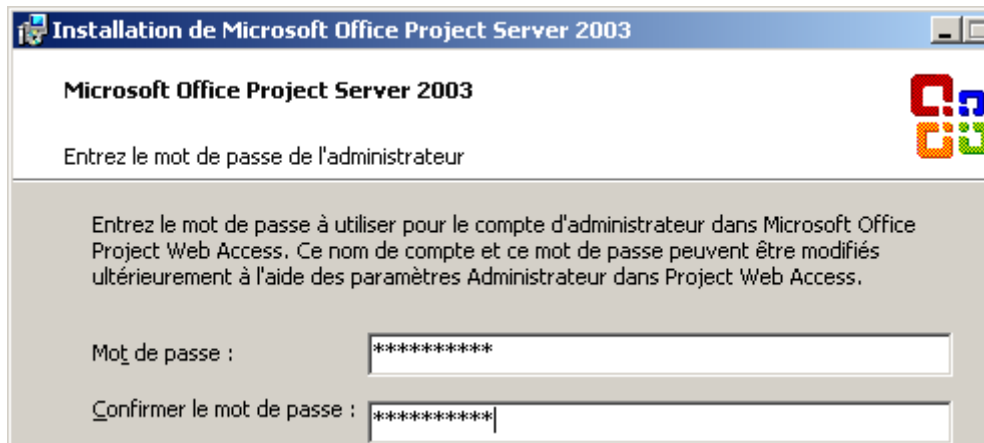 Installation de Microsoft Office Project Server 2003
Microsoft Office Project Server 2003
Entrez le mot de passe de l'administrateur
Entrez le mot de passe à utiliser pour le compte d'administrateur dans Microsoft Office
Project Web Access. Ce nom de compte et ce mot de passe peuvent être modifiés
ultérieurement à l'aide des paramètres Administrateur dans Project Web Access.
Mot de passe : **********
Confirmer le mot de passe : **********